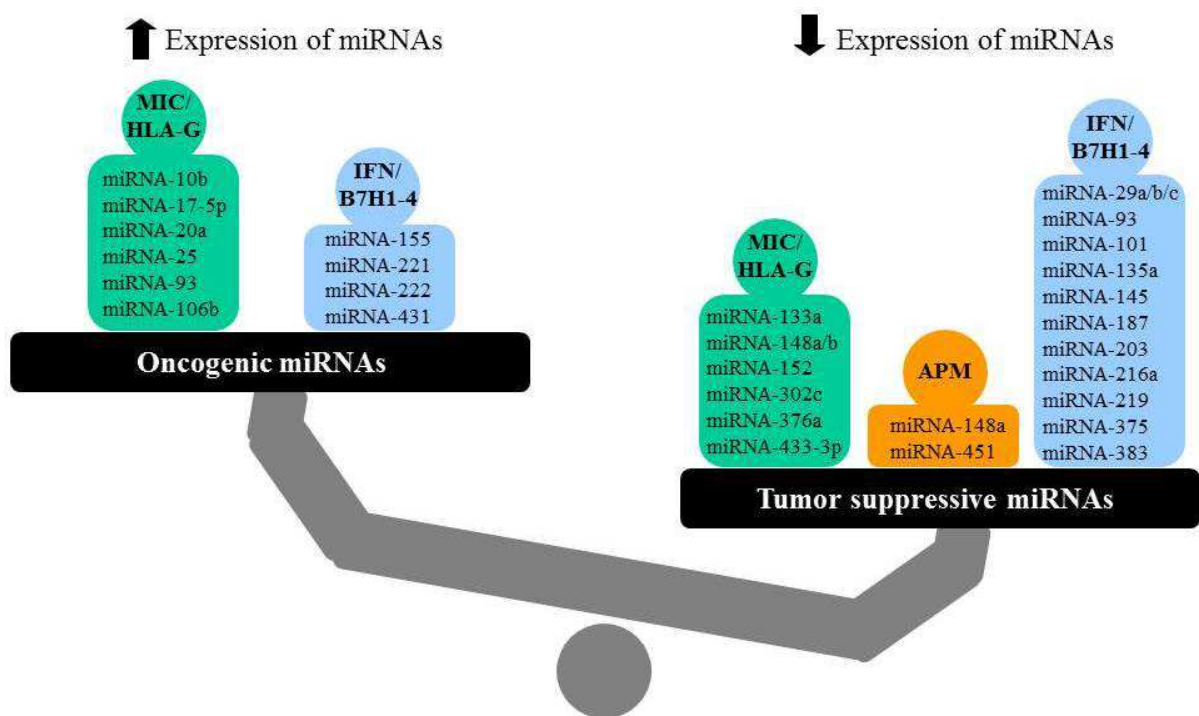 Expression of miRNAs
MIC/
HLA-G
miRNA-10b
miRNA-17-5p
miRNA-20a
miRNA-25
miRNA-93
miRNA-106b
IFN/
B7H1-4
miRNA-155
miRNA-221
miRNA-222
miRNA-431
Oncogenic miRNAs
Expression of miRNAs
MIC/
HLA-G
miRNA-133a
miRNA-148a/b
miRNA-152
miRNA-302c
miRNA-376a
miRNA-433-3p
APM
miRNA-148a
miRNA-451
IFN/
B7H1-4
miRNA-29a/b/c
miRNA-93
miRNA-101
miRNA-135a
miRNA-145
miRNA-187
miRNA-203
miRNA-216a
miRNA-219
miRNA-375
miRNA-383
Tumor suppressive miRNAs